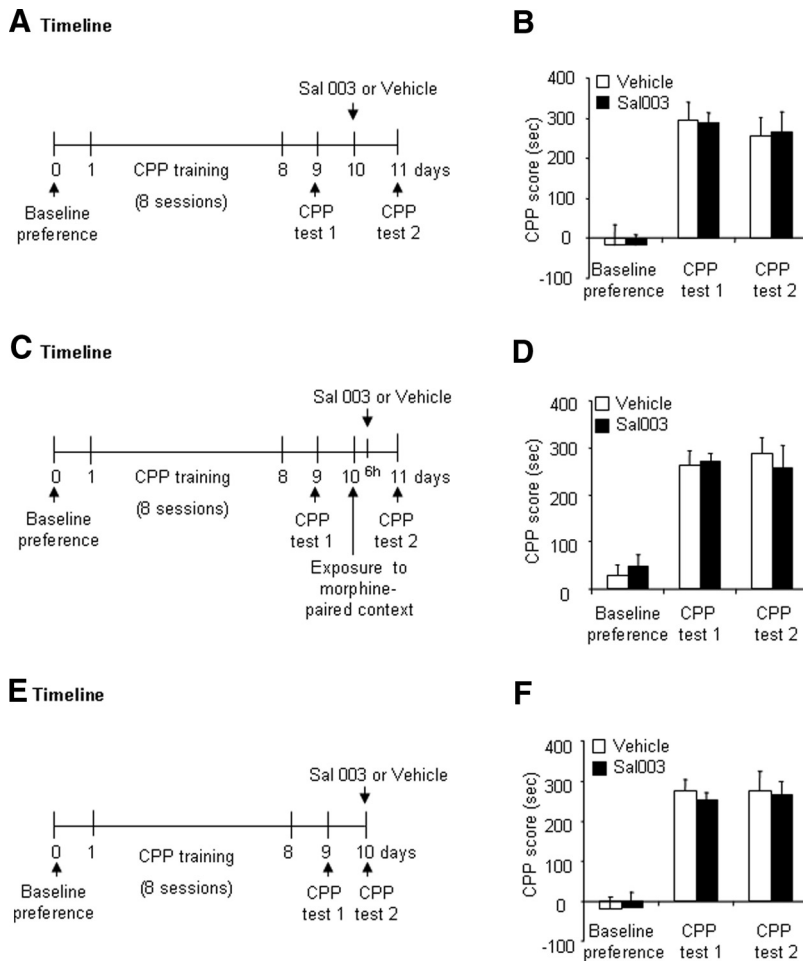 A Timeline
Sal 003 or Vehicle
0 1 CPP training 8 9 10 11 days
(8 sessions)
Baseline preference
CPP test 1
CPP test 2
B
Vehicle
Sal003
CPP score (sec)
400
300
200
100
0
-100
Baseline preference
CPP test 1
CPP test 2
C Timeline
Sal 003 or Vehicle
0 1 CPP training 8 9 10 6h 11 days
(8 sessions)
Baseline preference
CPP test 1
CPP test 2
Exposure to
morphine-
paired context
D
Vehicle
Sal003
CPP score (sec)
400
300
200
100
0
Baseline preference
CPP test 1
CPP test 2
E Timeline
Sal 003 or Vehicle
0 1 CPP training 8 9 10 days
(8 sessions)
Baseline preference
CPP test 1
CPP test 2
F
Vehicle
Sal003
CPP score (sec)
400
300
200
100
0
-100
Baseline preference
CPP test 1
CPP test 2